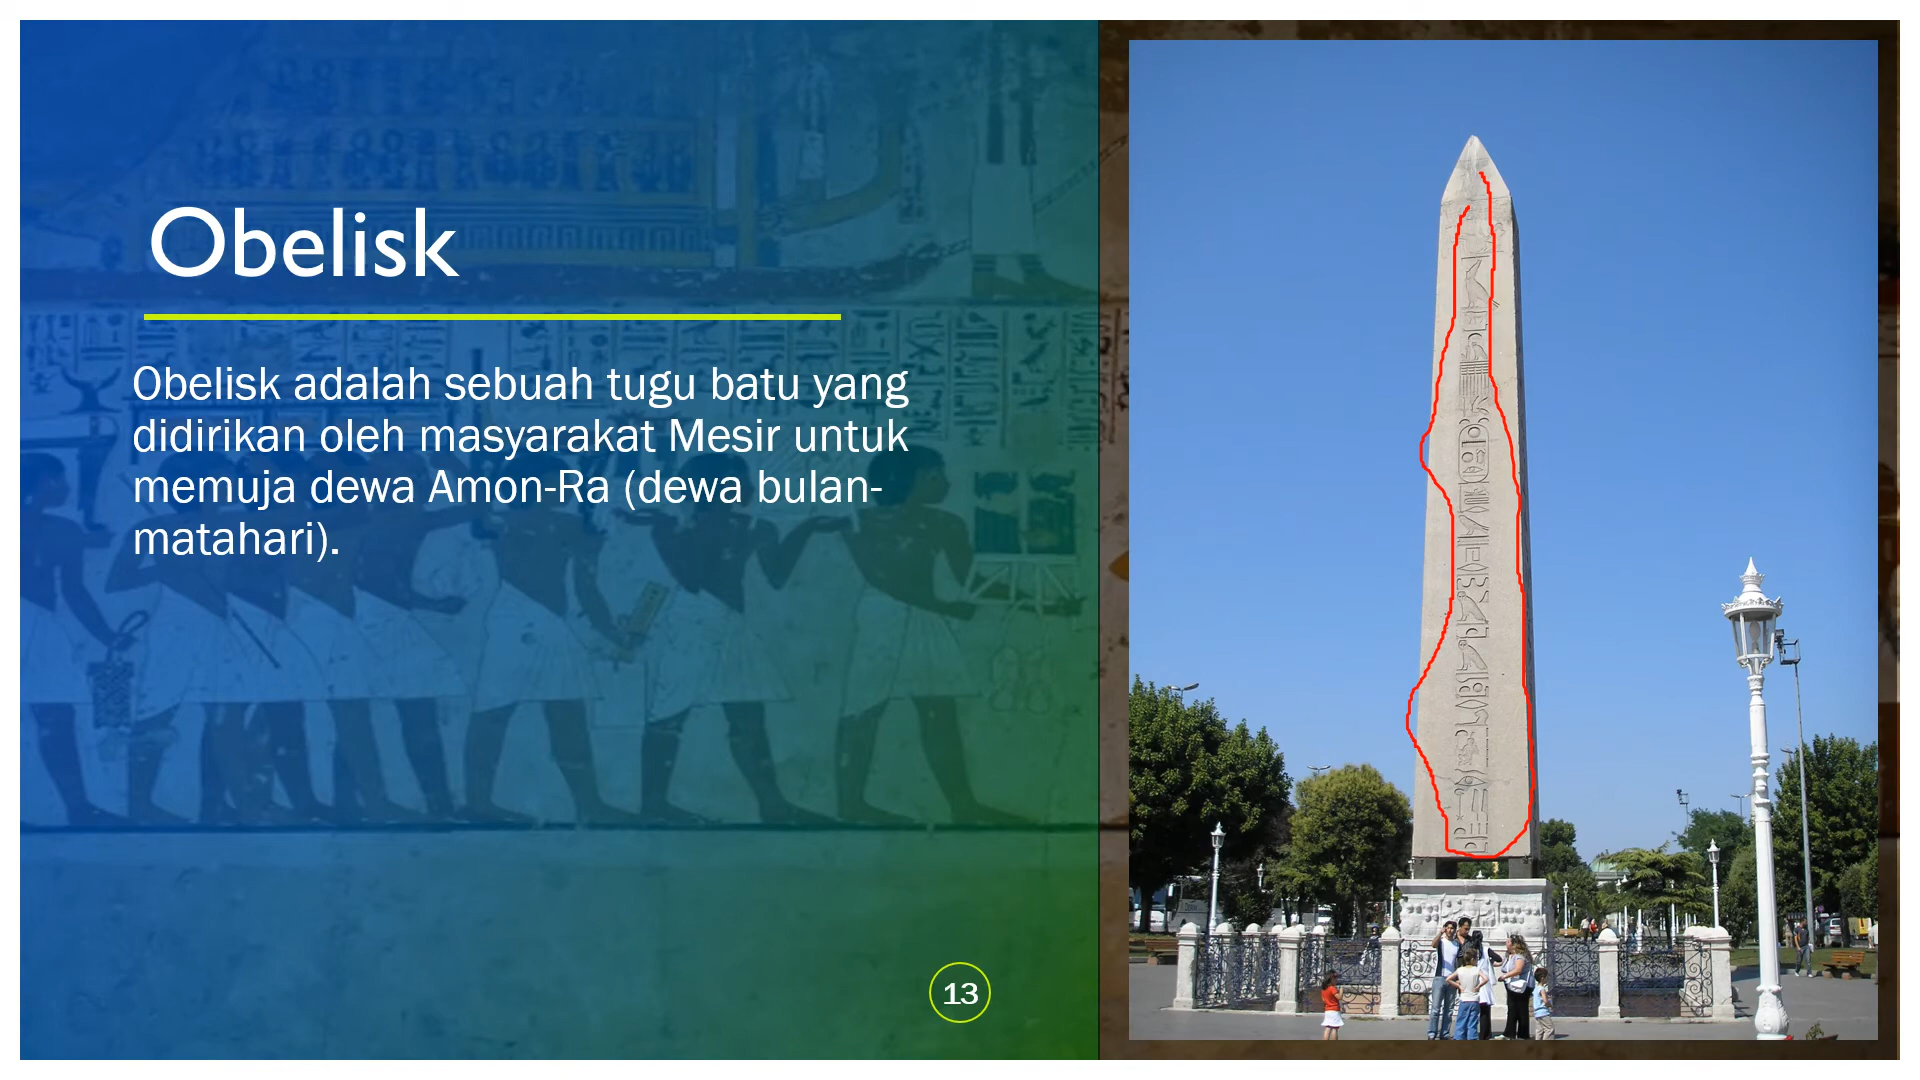 Obelisk
Obelisk adalah sebuah tugu batu yang
didirikan oleh masyarakat Mesir untuk
memuja dewa Amon-Ra (dewa bulan-
matahari).
13